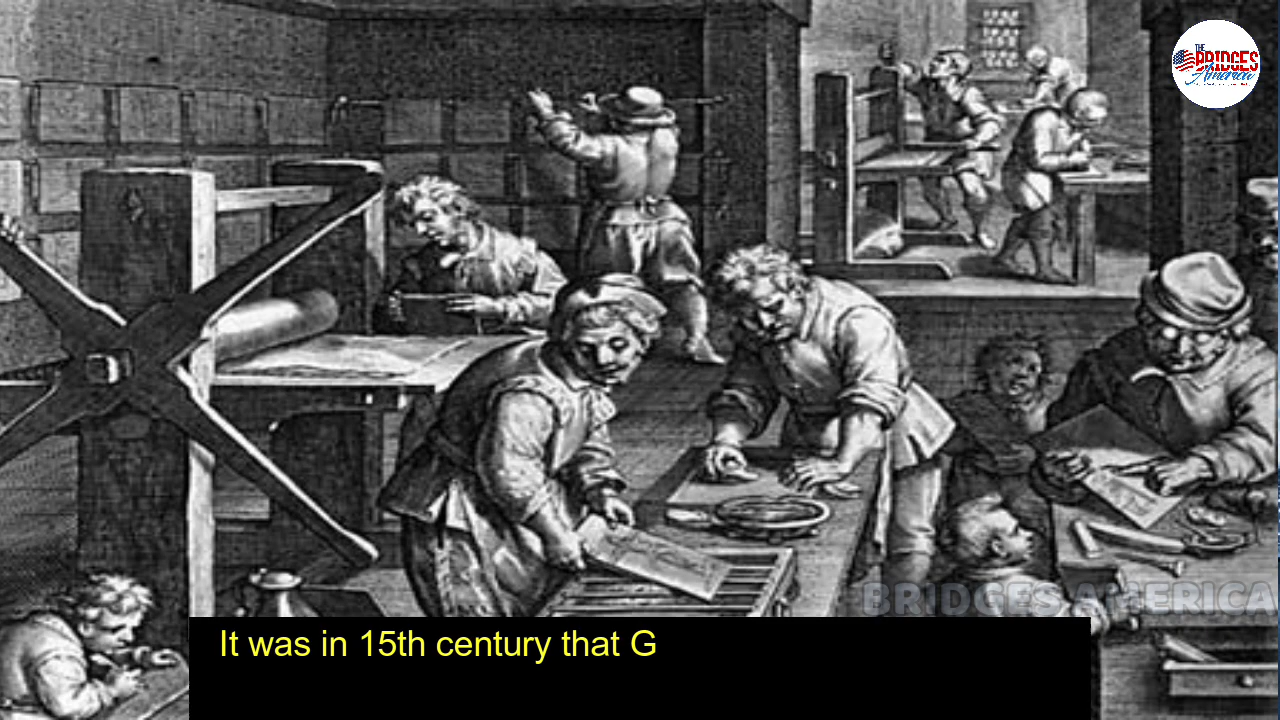 THE
BRIDGES
America
BRIDGES AMERICA
It was in 15th century that G